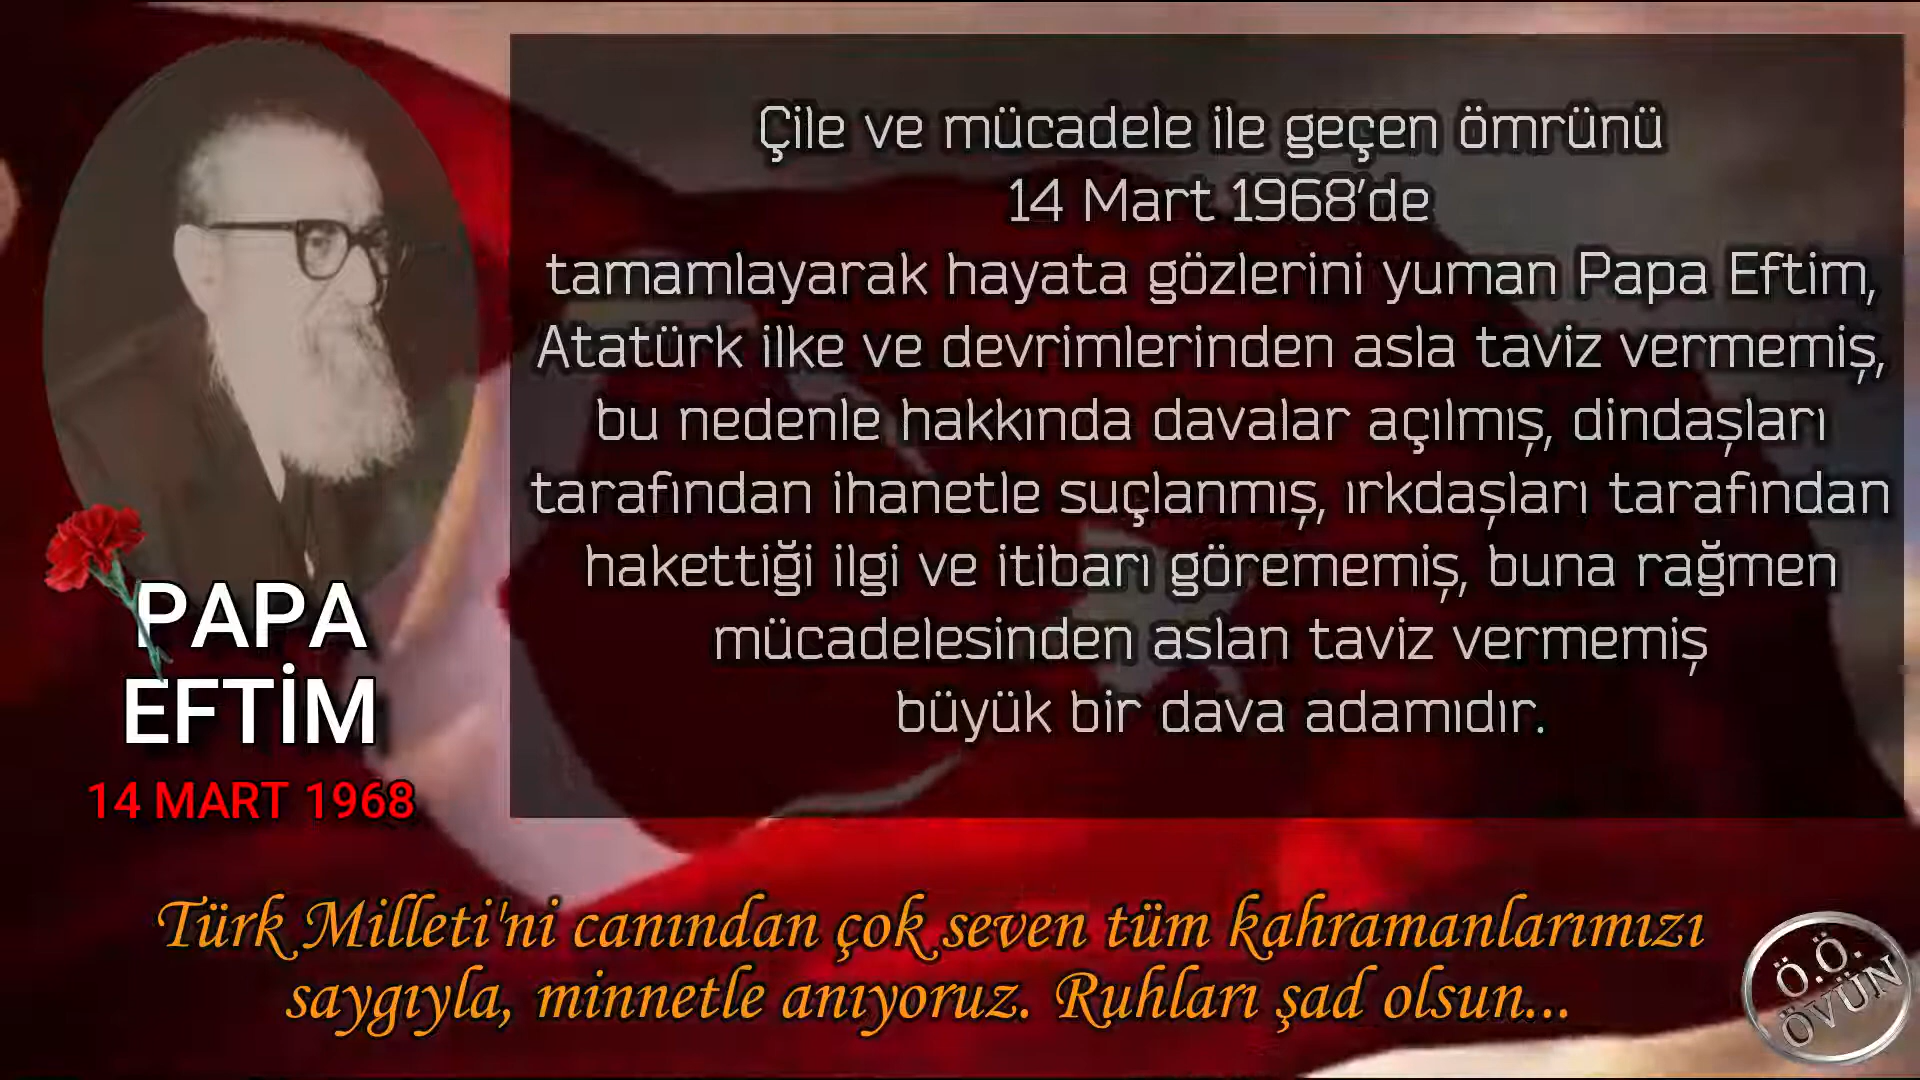 Çile ve mücadele ile geçen ömrünü
14 Mart 1968'de
tamamlayarak hayata gözlerini yuman Papa Eftim,
Atatürk ilke ve devrimlerinden asla taviz vermemiş,
bu nedenle hakkında davalar açılmış, dindaşları
tarafından ihanetle suçlanmış, ırkdaşları tarafından
hakettiği ilgi ve itibarı görememiş, buna rağmen
mücadelesinden aslan taviz vermemiş
büyük bir dava adamıdır.
PAPA
EFTİM
14 MART 1968
Türk Milleti'ni canından çok seven tüm kahramanlarımızı
saygıyla, minnetle anıyoruz. Ruhları şad olsun...
Ö.Ö.
ÖVÜN